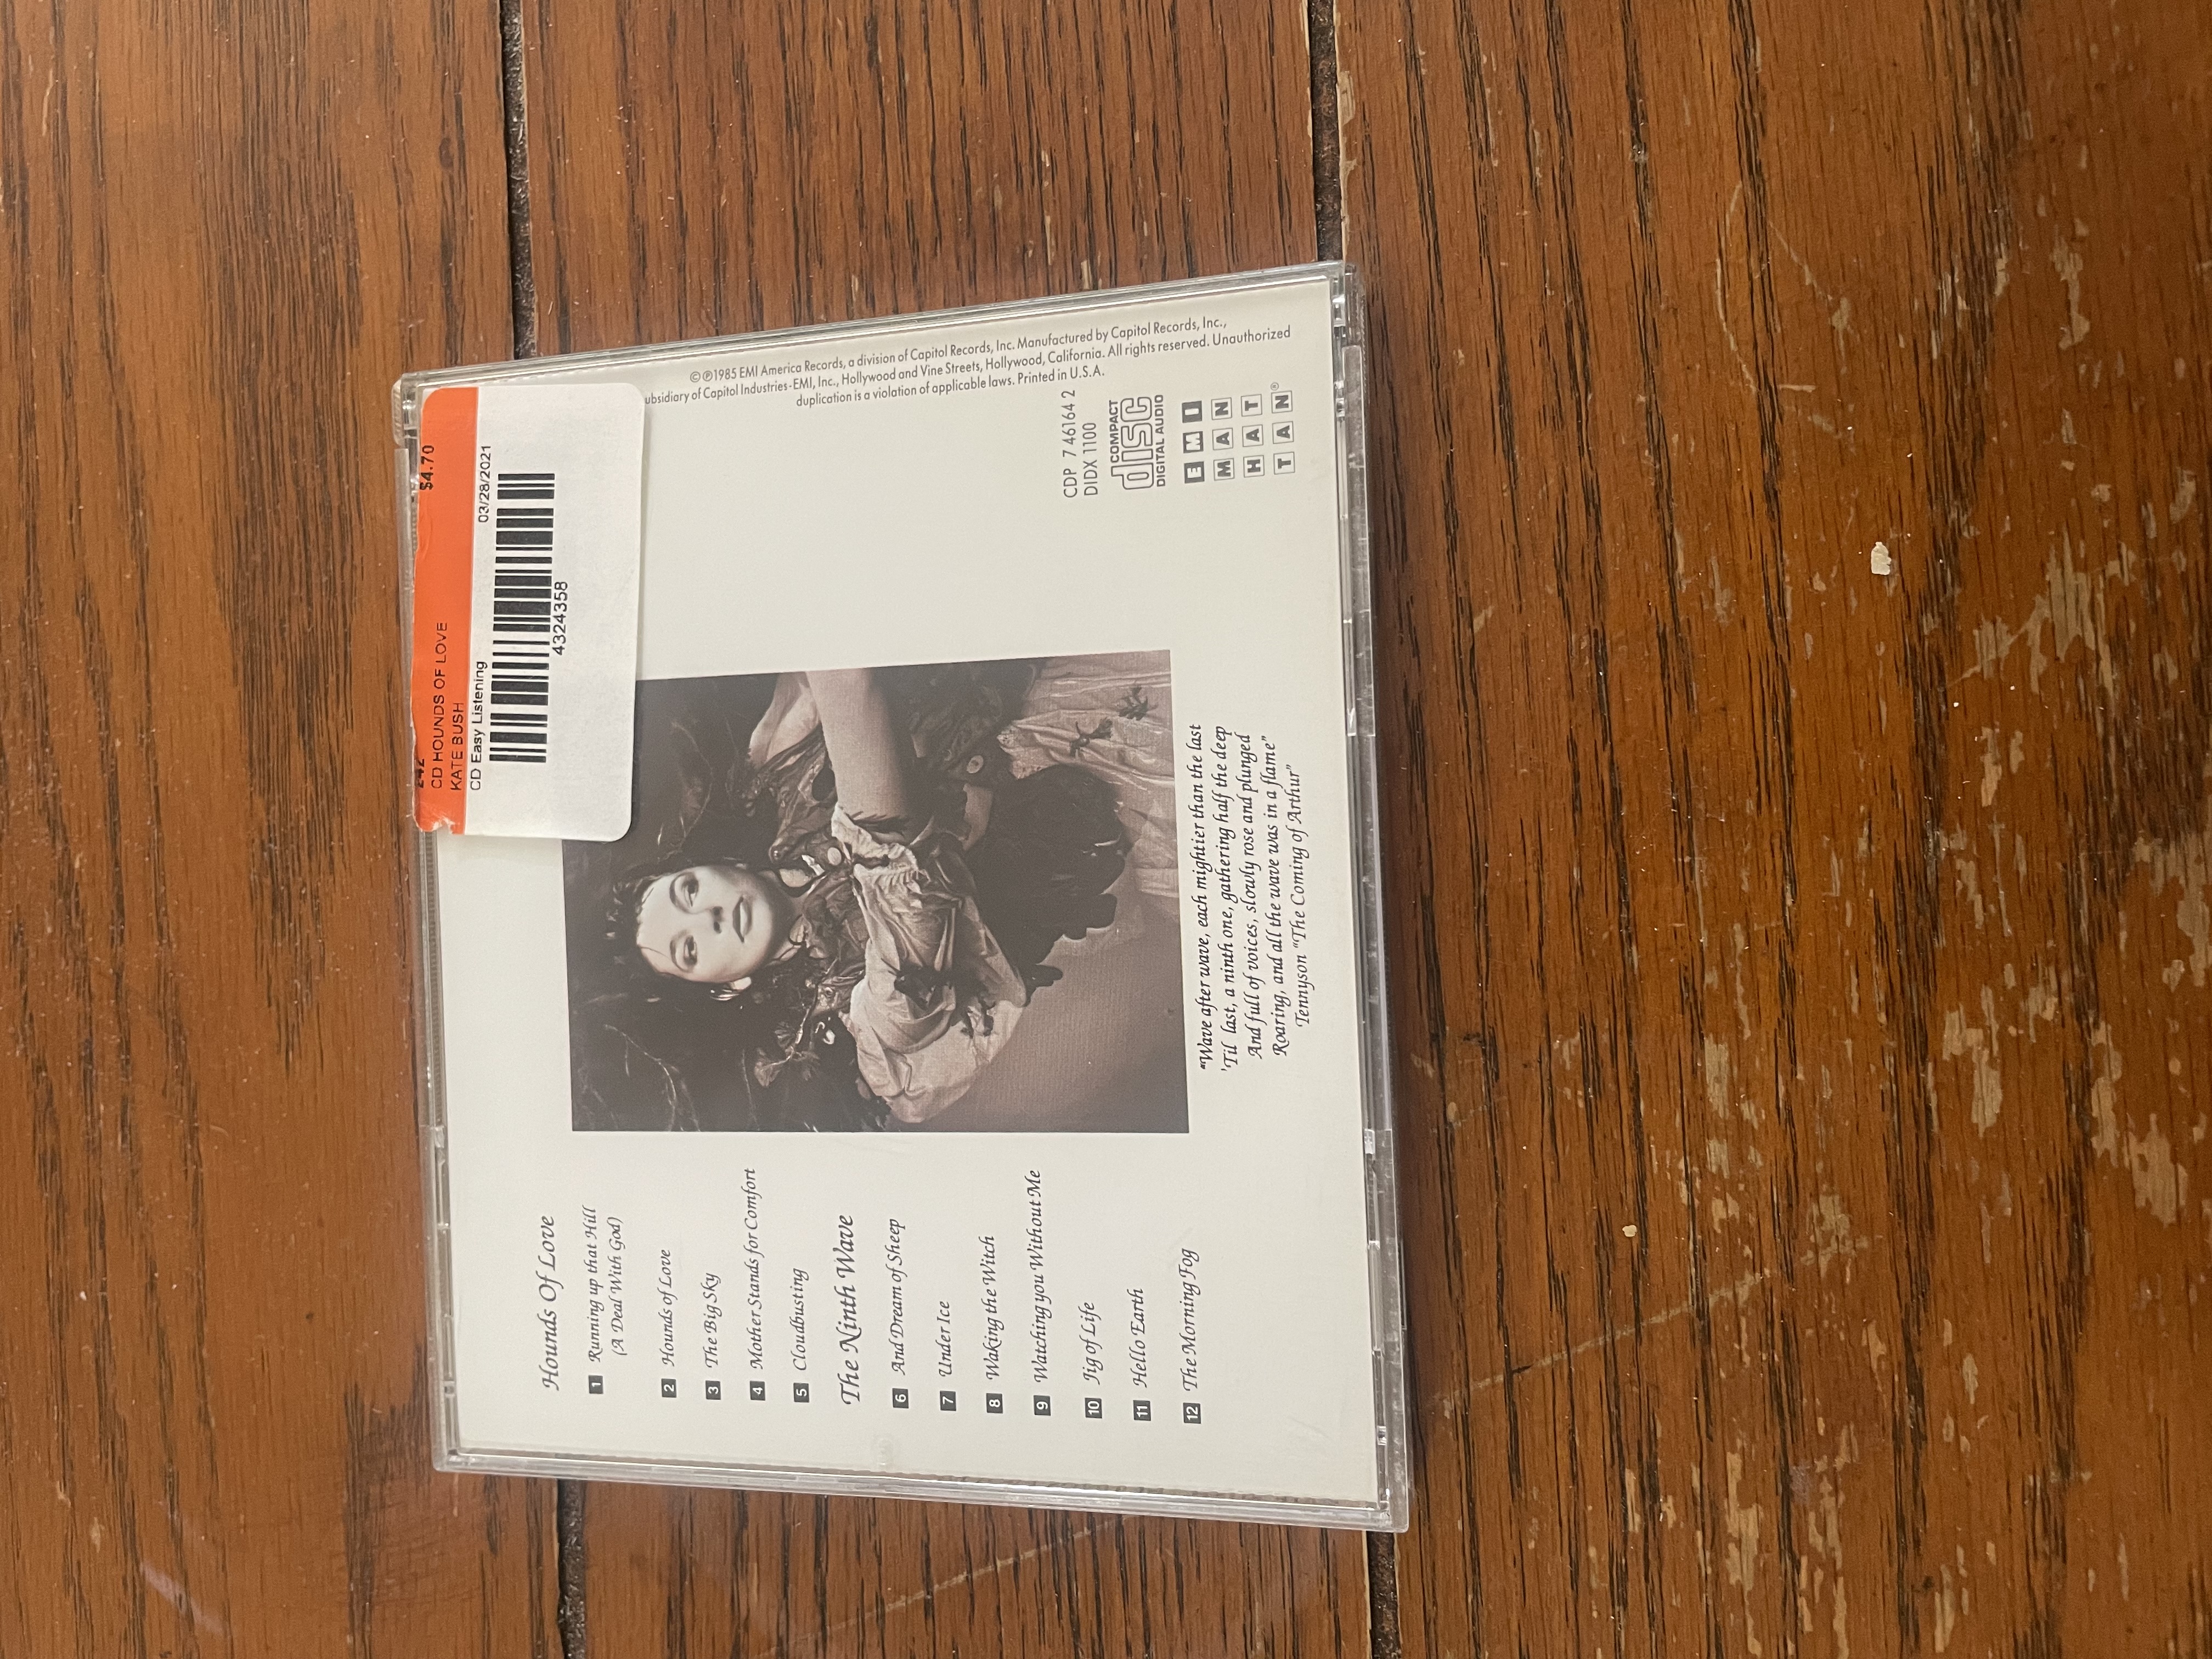 $4.70
CD HOUNDS OF LOVE
KATE BUSH
CD Easy Listening 03/28/2021
4324358
Hounds Of Love
1 Running up that Hill
(A Deal With God)
2 Hounds of Love
3 The Big Sky
4 Mother Stands for Comfort
5 Cloudbusting
The Ninth Wave
6 And Dream of Sheep
7 Under Ice
8 Waking the Witch
9 Watching you Without Me
10 Jig of Life
11 Hello Earth
12 The Morning Fog
"Wave after wave, each mightier than the last
'Til last, a ninth one, gathering half the deep
And full of voices, slowly rose and plunged
Roaring, and all the wave was in a flame"
Tennyson "The Coming of Arthur"
CDP 7 46164 2
DIDX 1100
COMPACT
disc
DIGITAL AUDIO
EMI
MAN
HAT
TAN®
©℗1985 EMI America Records, a division of Capitol Records, Inc. Manufactured by Capitol Records, Inc.,
ubsidiary of Capitol Industries-EMI, Inc., Hollywood and Vine Streets, Hollywood, California. All rights reserved. Unauthorized
duplication is a violation of applicable laws. Printed in U.S.A.